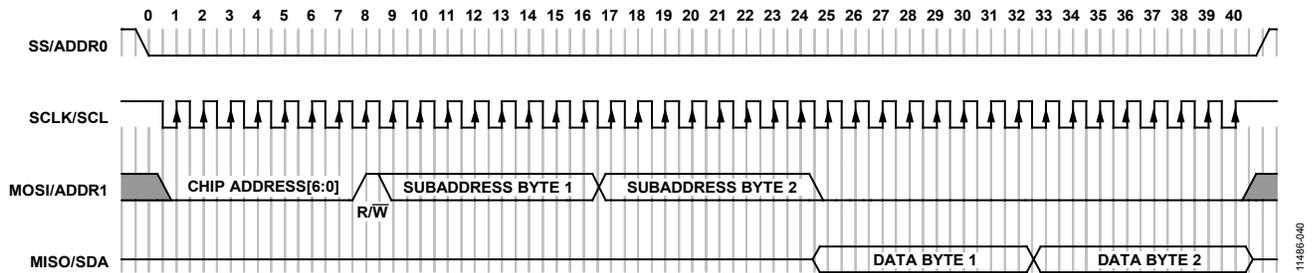 0 1 2 3 4 5 6 7 8 9 10 11 12 13 14 15 16 17 18 19 20 21 22 23 24 25 26 27 28 29 30 31 32 33 34 35 36 37 38 39 40
SS/ADDR0
SCLK/SCL
MOSI/ADDR1 CHIP ADDRESS[6:0] SUBADDRESS BYTE 1 SUBADDRESS BYTE 2
R/W̅
MISO/SDA DATA BYTE 1 DATA BYTE 2
11486-040